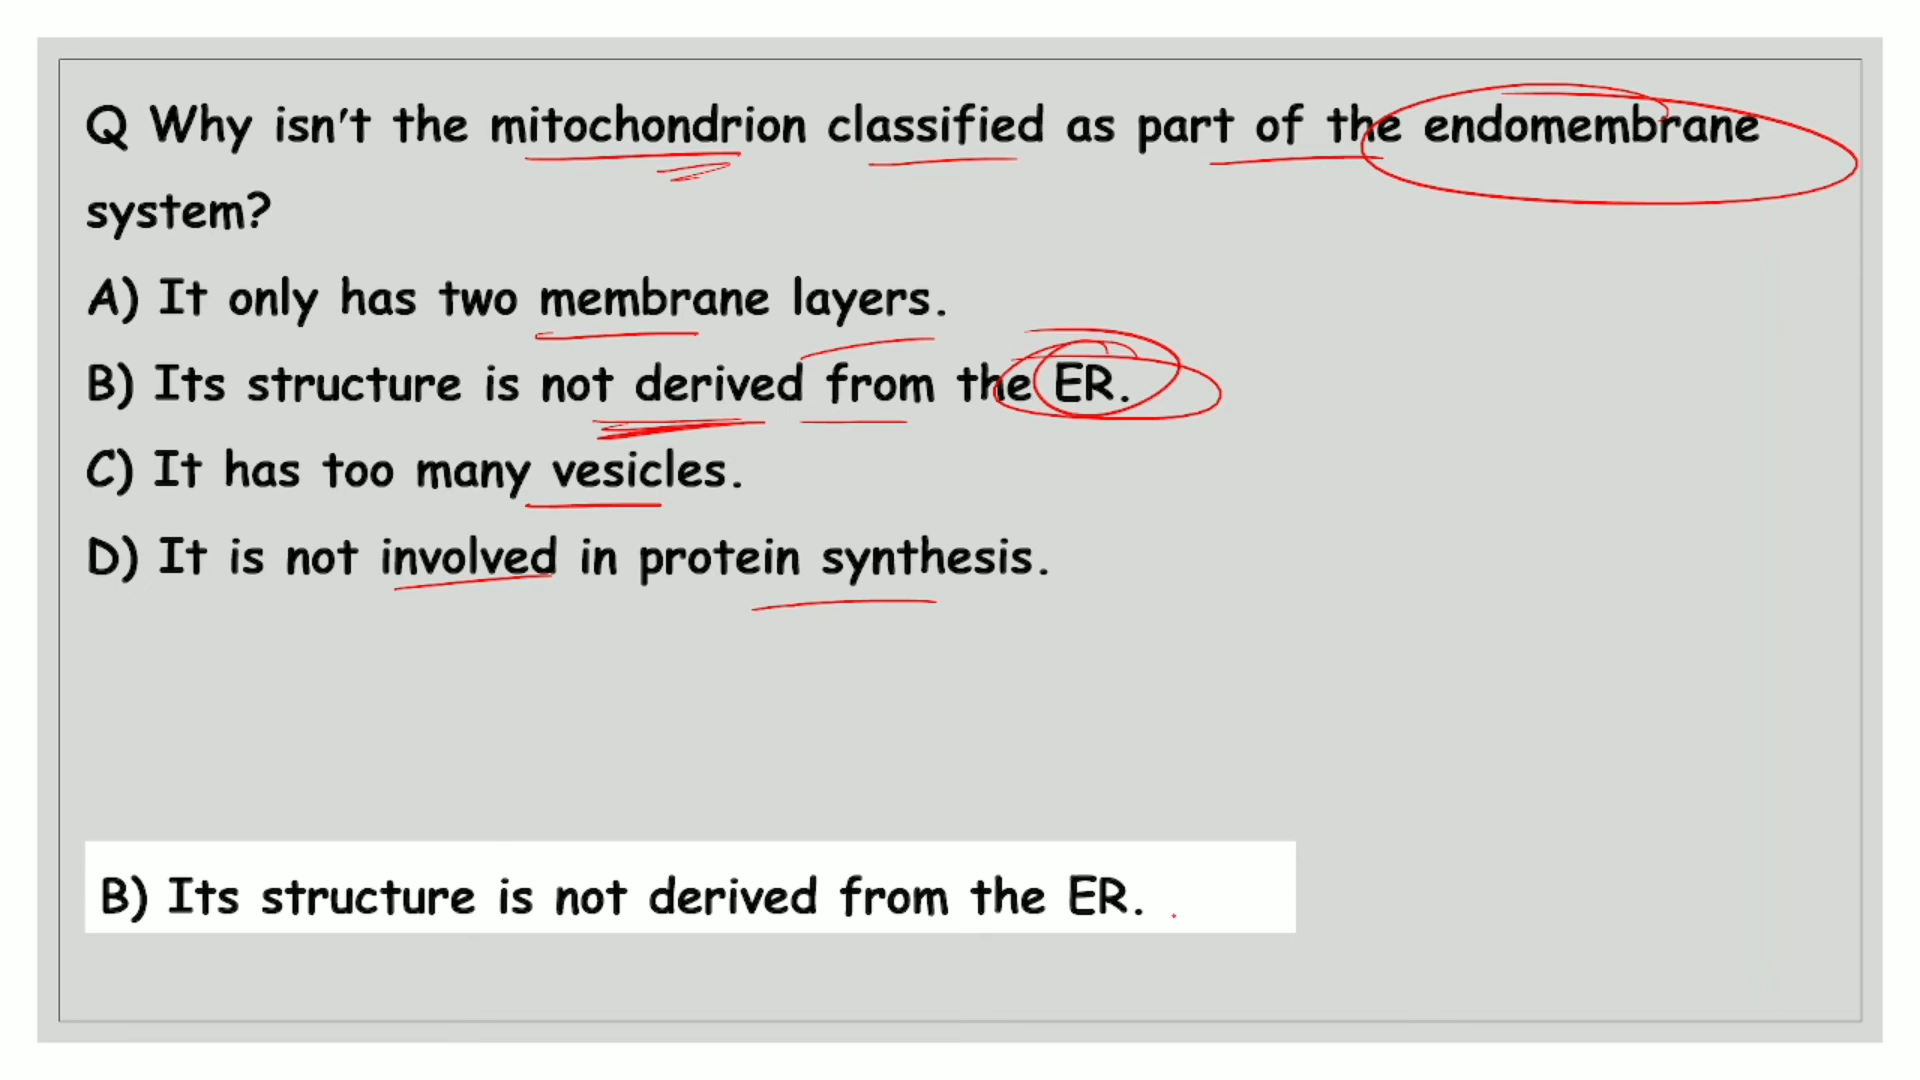 Q Why isn't the mitochondrion classified as part of the endomembrane
system?
A) It only has two membrane layers.
B) Its structure is not derived from the ER.
C) It has too many vesicles.
D) It is not involved in protein synthesis.
B) Its structure is not derived from the ER.